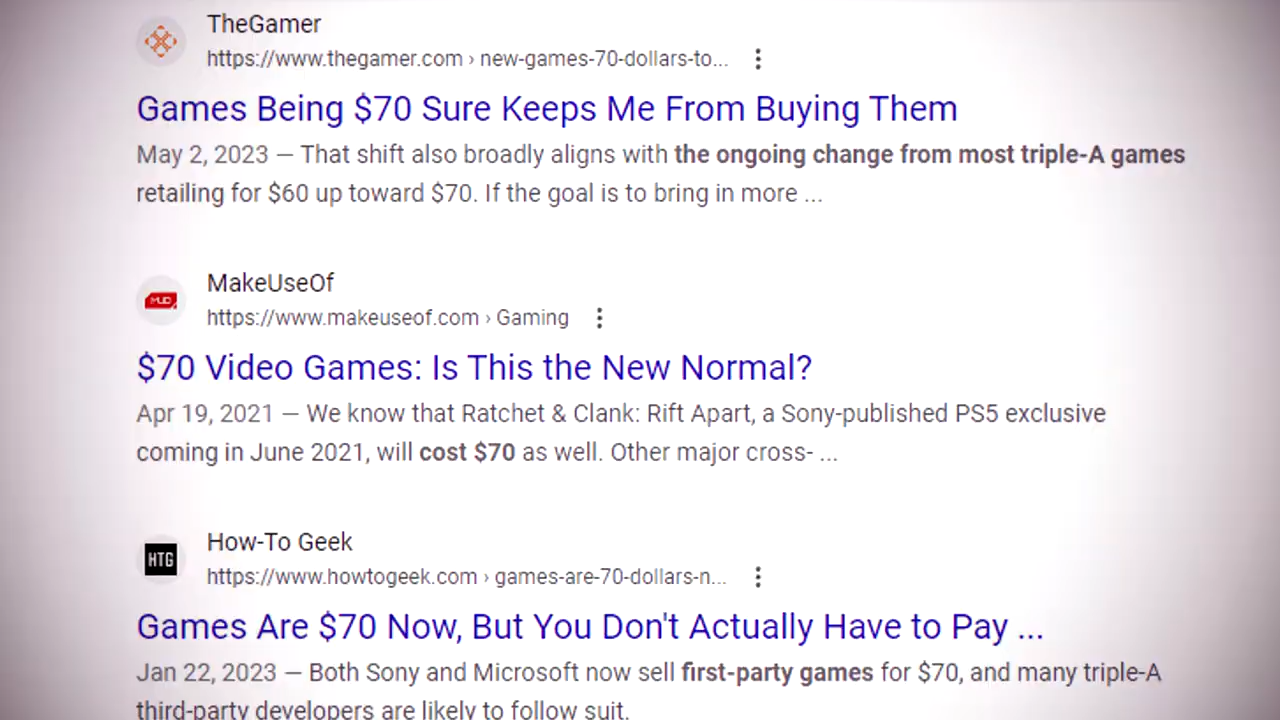 TheGamer
https://www.thegamer.com › new-games-70-dollars-to...
Games Being $70 Sure Keeps Me From Buying Them
May 2, 2023 — That shift also broadly aligns with the ongoing change from most triple-A games
retailing for $60 up toward $70. If the goal is to bring in more ...
MUO
MakeUseOf
https://www.makeuseof.com › Gaming
$70 Video Games: Is This the New Normal?
Apr 19, 2021 — We know that Ratchet & Clank: Rift Apart, a Sony-published PS5 exclusive
coming in June 2021, will cost $70 as well. Other major cross- ...
HTG
How-To Geek
https://www.howtogeek.com › games-are-70-dollars-n...
Games Are $70 Now, But You Don't Actually Have to Pay ...
Jan 22, 2023 — Both Sony and Microsoft now sell first-party games for $70, and many triple-A
third-party developers are likely to follow suit.